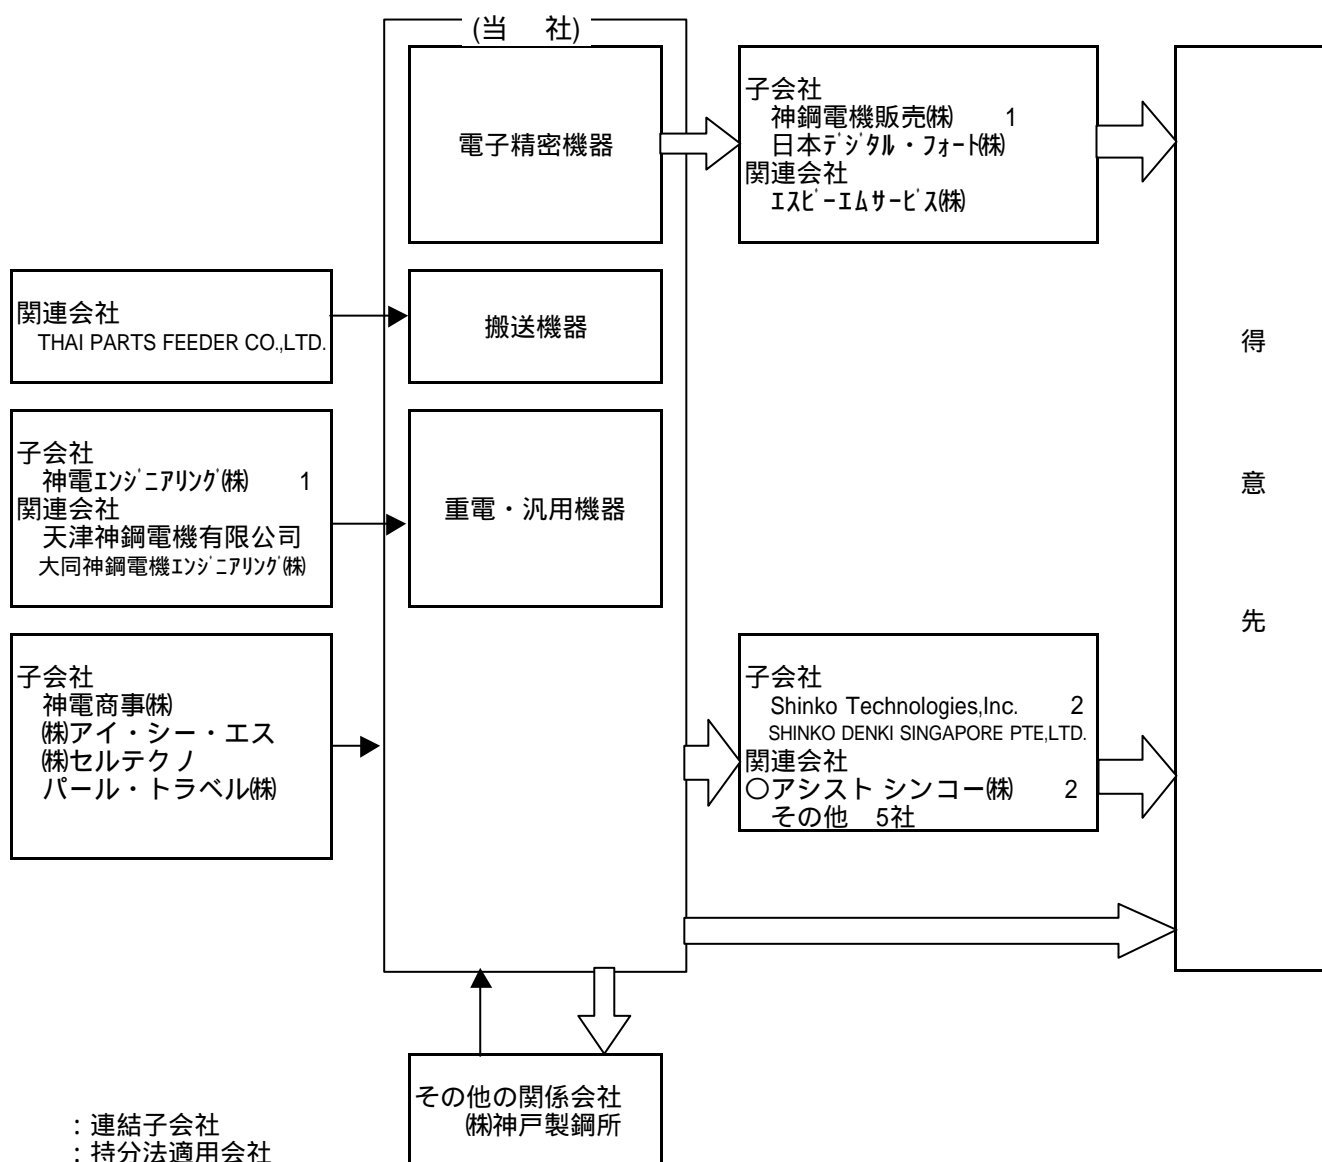 (当　社)
電子精密機器
子会社
神鋼電機販売㈱　1
日本ﾃﾞｼﾞﾀﾙ・ﾌｫｰﾄ㈱
関連会社
ｴｽﾋﾞｰｴﾑｻｰﾋﾞｽ㈱
関連会社
THAI PARTS FEEDER CO.,LTD.
搬送機器
子会社
神電ｴﾝｼﾞﾆｱﾘﾝｸﾞ㈱　1
関連会社
天津神鋼電機有限公司
大同神鋼電機ｴﾝｼﾞﾆｱﾘﾝｸﾞ㈱
重電・汎用機器
子会社
神電商事㈱
㈱アイ・シー・エス
㈱セルテクノ
パール・トラベル㈱
子会社
Shinko Technologies,Inc.　2
SHINKO DENKI SINGAPORE PTE,LTD.
関連会社
○アシスト シンコー㈱　2
その他　5社
得
意
先
その他の関係会社
㈱神戸製鋼所
：連結子会社
：持分法適用会社